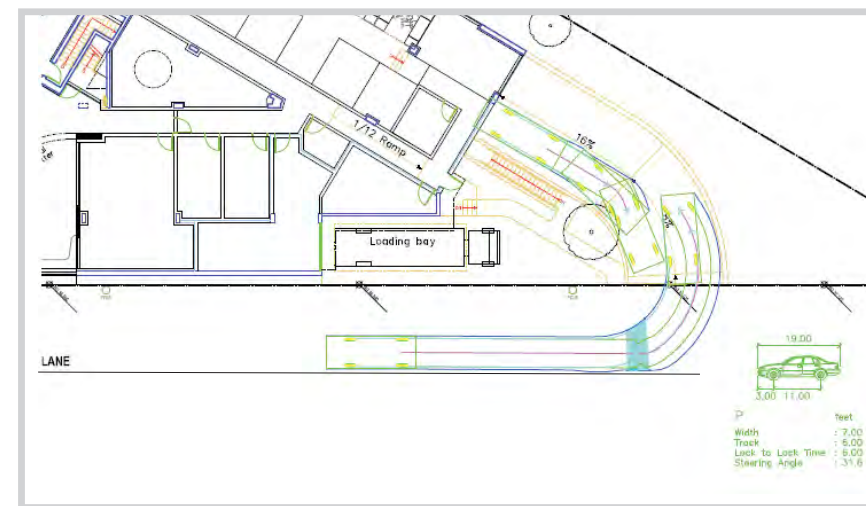 16%
1/12 Ramp
Loading bay
LANE
19.00
3.00 11.00
P feet
Width : 7.00
Track : 6.00
Lock to Lock Time : 6.00
Steering Angle : 31.6